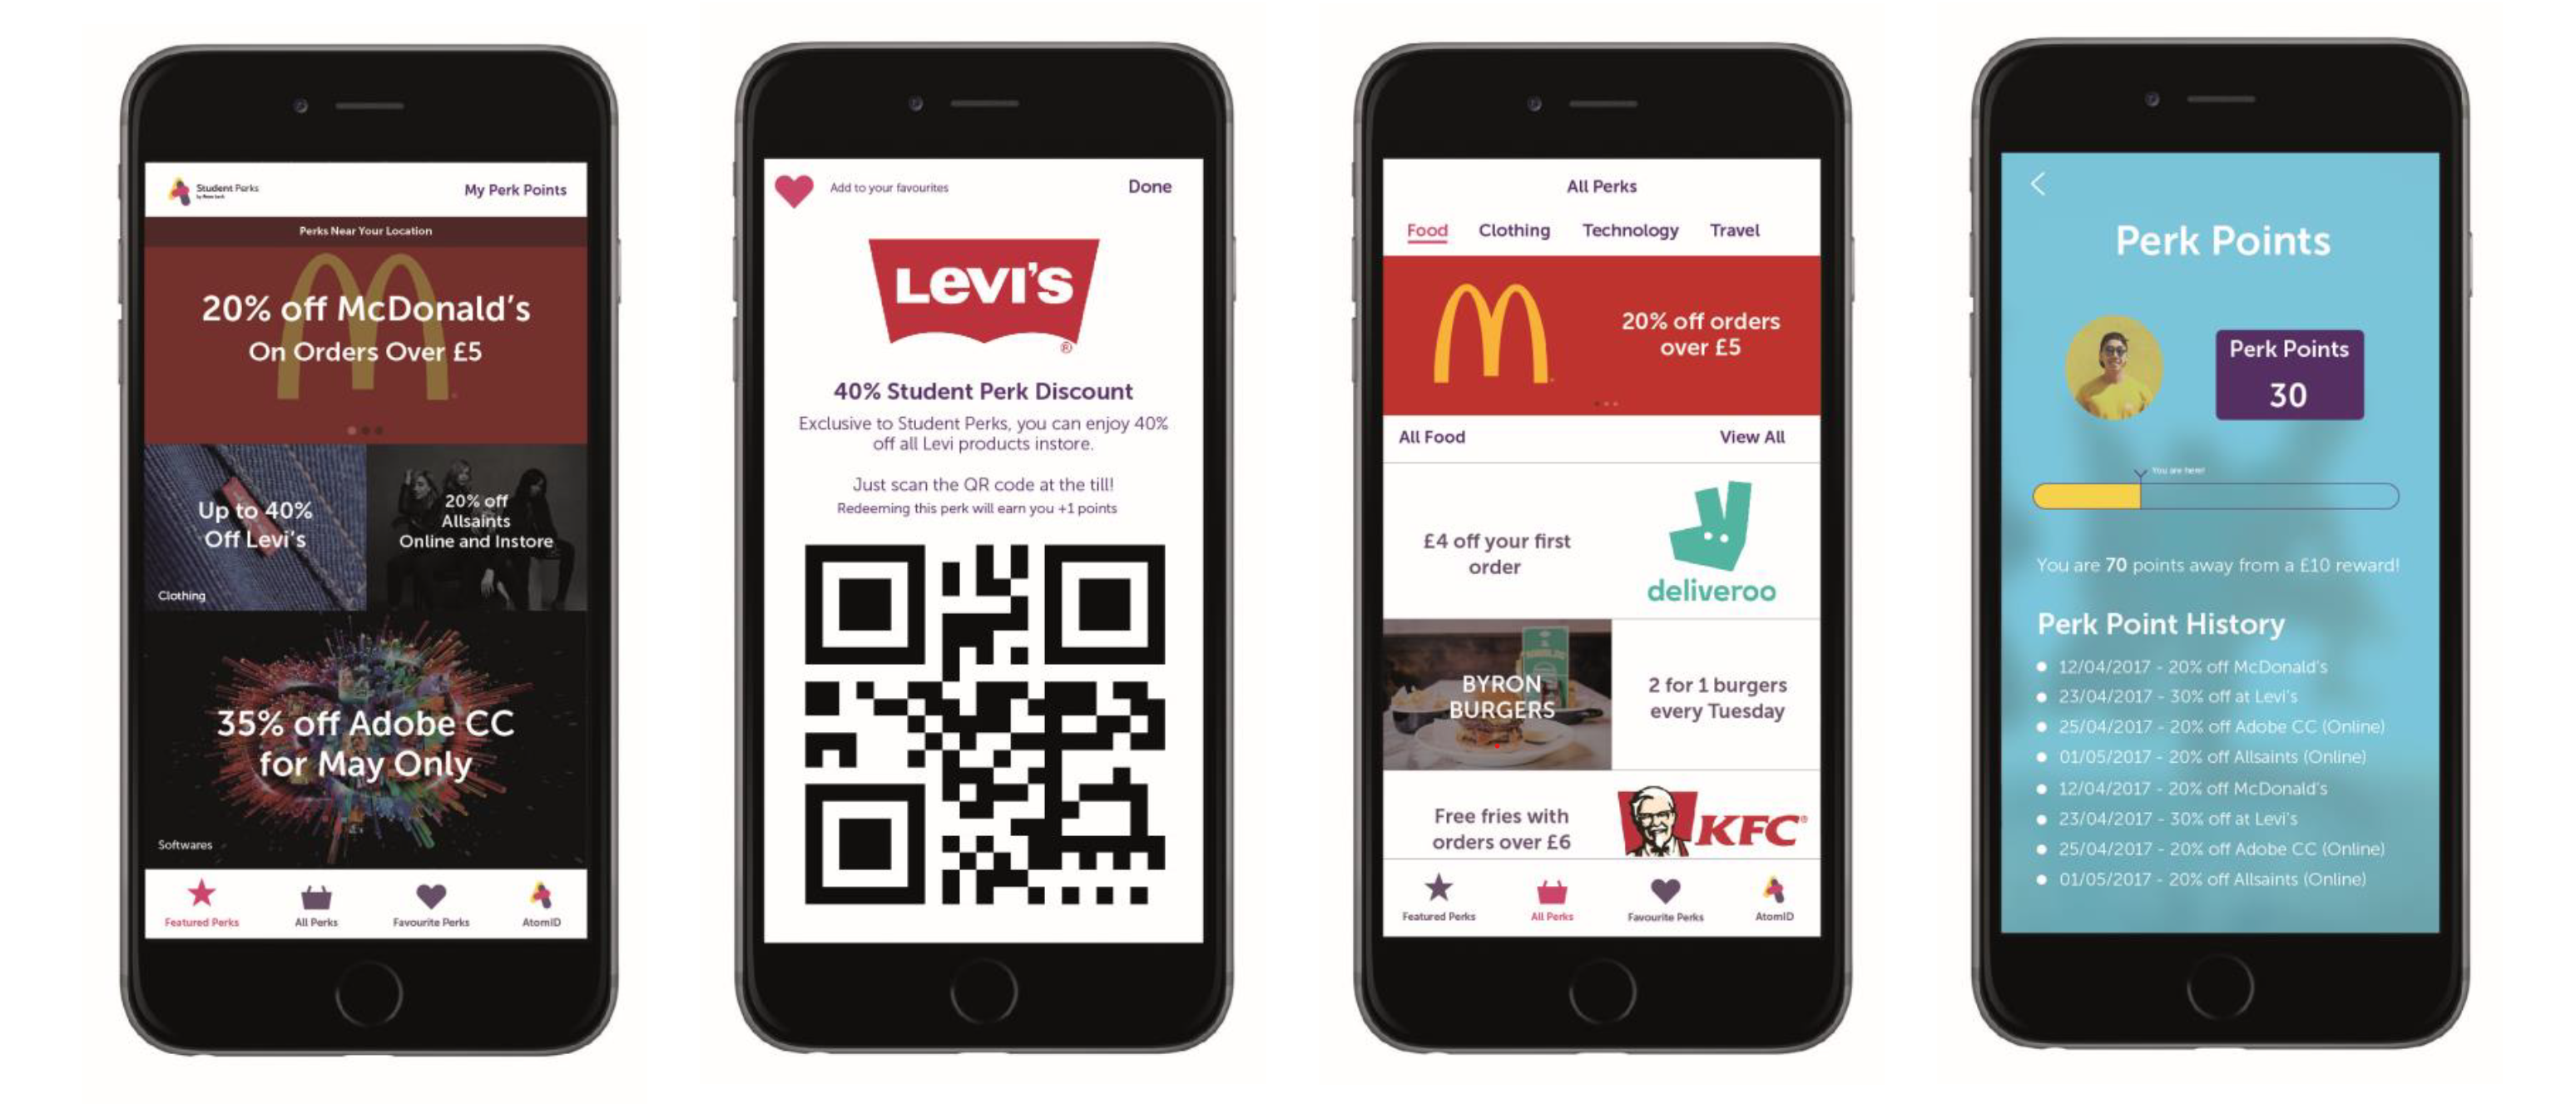 Student Perks
My Perk Points
Perks Near Your Location
20% off McDonald's
On Orders Over £5
Up to 40%
Off Levi's
Clothing
20% off
Allsaints
Online and Instore
35% off Adobe CC
for May Only
Softwares
Featured Perks
All Perks
Favourite Perks
AtomID
Add to your favourites
Done
LEVI'S
®
40% Student Perk Discount
Exclusive to Student Perks, you can enjoy 40%
off all Levi products instore.
Just scan the QR code at the till!
Redeeming this perk will earn you +1 points
All Perks
Food Clothing Technology Travel
20% off orders
over £5
All Food
View All
£4 off your first
order
deliveroo
BYRON
BURGERS
2 for 1 burgers
every Tuesday
Free fries with
orders over £6
KFC
Featured Perks
All Perks
Favourite Perks
AtomID
Perk Points
Perk Points
30
You are here!
You are 70 points away from a £10 reward!
Perk Point History
12/04/2017 - 20% off McDonald's
23/04/2017 - 30% off at Levi's
25/04/2017 - 20% off Adobe CC (Online)
01/05/2017 - 20% off Allsaints (Online)
12/04/2017 - 20% off McDonald's
23/04/2017 - 30% off at Levi's
25/04/2017 - 20% off Adobe CC (Online)
01/05/2017 - 20% off Allsaints (Online)